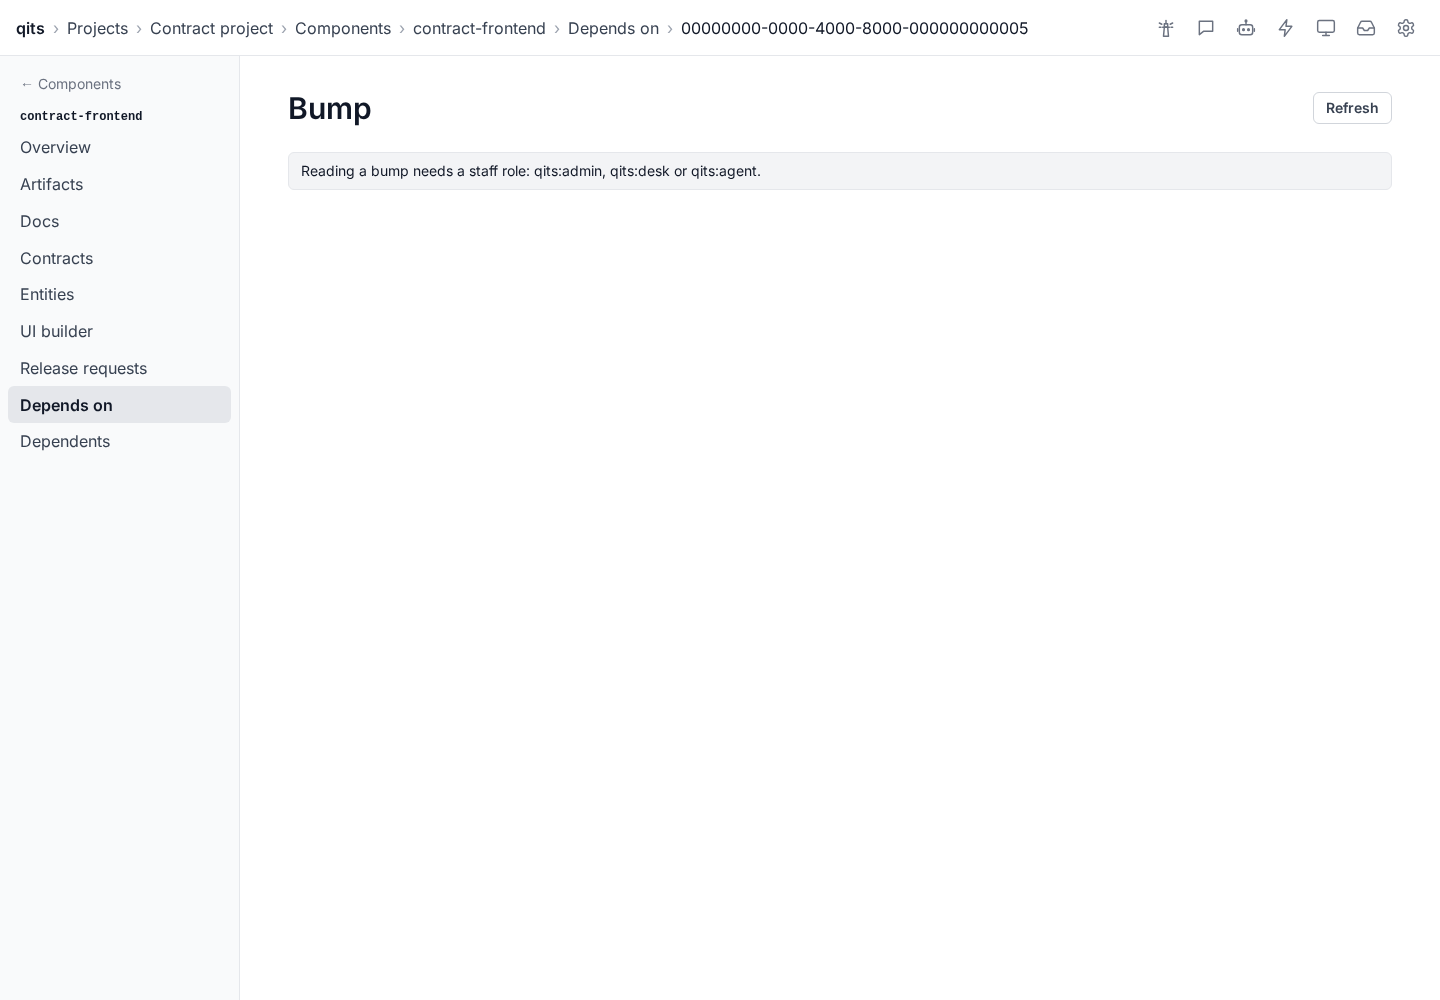 qits › Projects › Contract project › Components › contract-frontend › Depends on › 00000000-0000-4000-8000-000000000005
← Components
contract-frontend
Overview
Artifacts
Docs
Contracts
Entities
UI builder
Release requests
Depends on
Dependents
Bump
Refresh
Reading a bump needs a staff role: qits:admin, qits:desk or qits:agent.